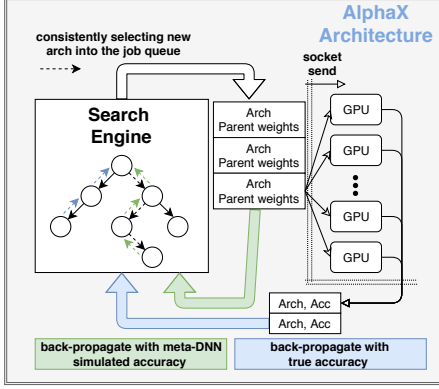 AlphaX
Architecture
consistently selecting new
arch into the job queue
socket
send
Search
Engine
Arch
Parent weights
Arch
Parent weights
Arch
Parent weights
GPU
GPU
GPU
GPU
Arch, Acc
Arch, Acc
back-propagate with meta-DNN
simulated accuracy
back-propagate with
true accuracy